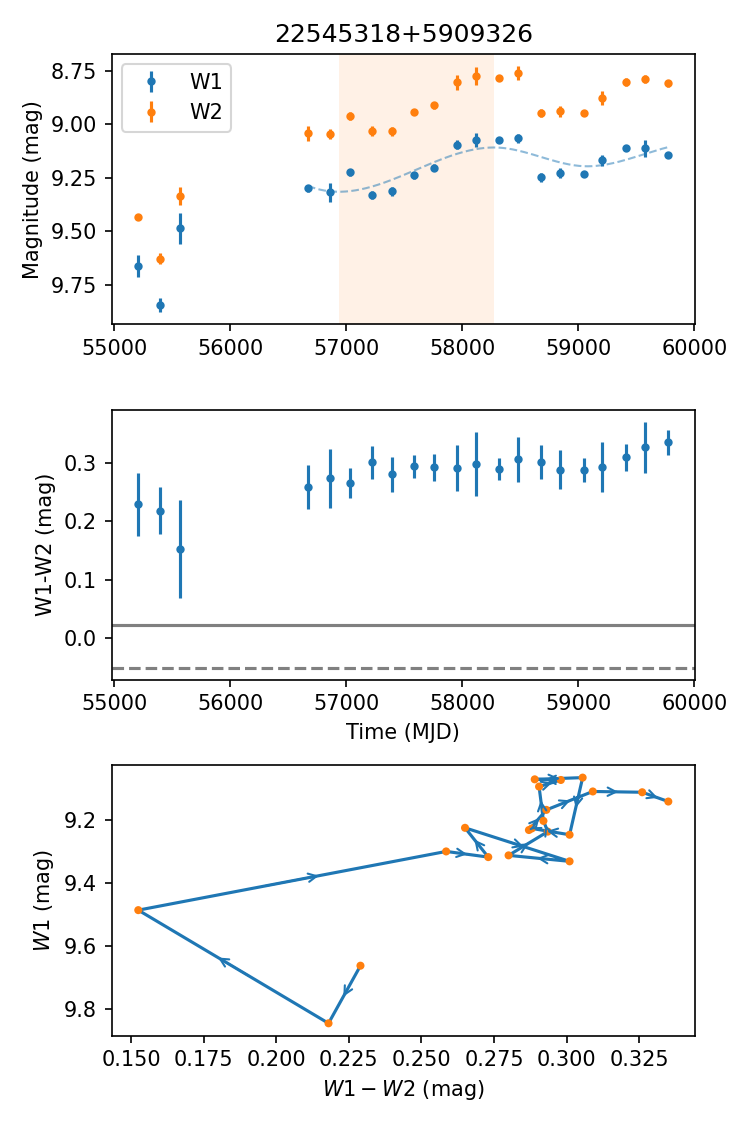 22545318+5909326
W1
W2
Magnitude (mag)
8.75
9.00
9.25
9.50
9.75
55000 56000 57000 58000 59000 60000
W1-W2 (mag)
0.3
0.2
0.1
0.0
55000 56000 57000 58000 59000 60000
Time (MJD)
W1 (mag)
9.2
9.4
9.6
9.8
0.150 0.175 0.200 0.225 0.250 0.275 0.300 0.325
W1 − W2 (mag)